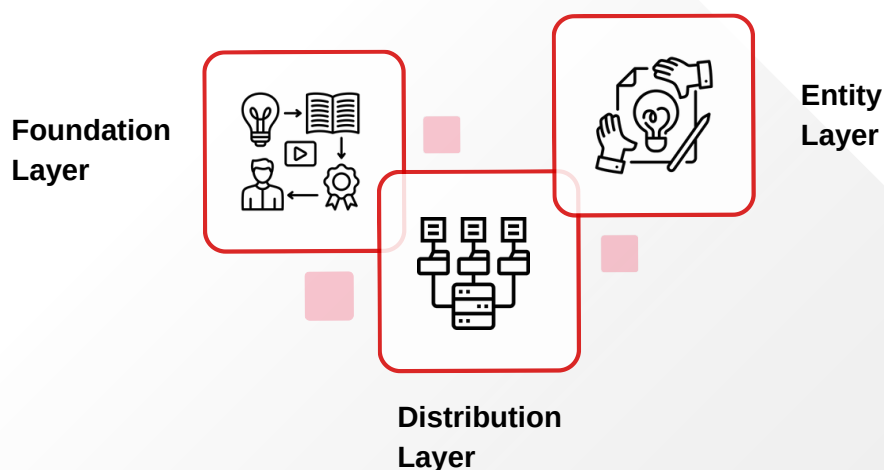 Foundation
Layer
Entity
Layer
Distribution
Layer